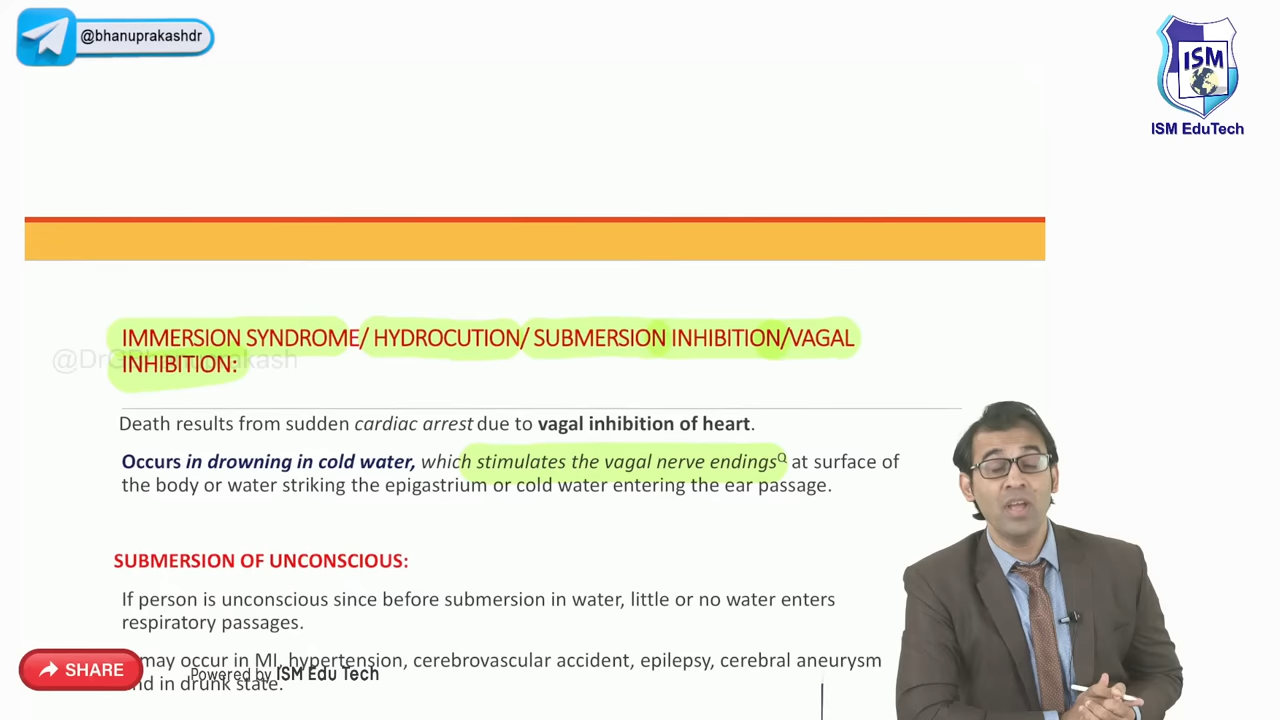 @bhanuprakashdr
ISM
ISM EduTech
IMMERSION SYNDROME/ HYDROCUTION/ SUBMERSION INHIBITION/VAGAL
INHIBITION:
Death results from sudden cardiac arrest due to vagal inhibition of heart.
Occurs in drowning in cold water, which stimulates the vagal nerve endingsQ at surface of
the body or water striking the epigastrium or cold water entering the ear passage.
SUBMERSION OF UNCONSCIOUS:
If person is unconscious since before submersion in water, little or no water enters
respiratory passages.
may occur in MI, hypertension, cerebrovascular accident, epilepsy, cerebral aneurysm
in drunk state.
SHARE
Powered by ISM Edu Tech